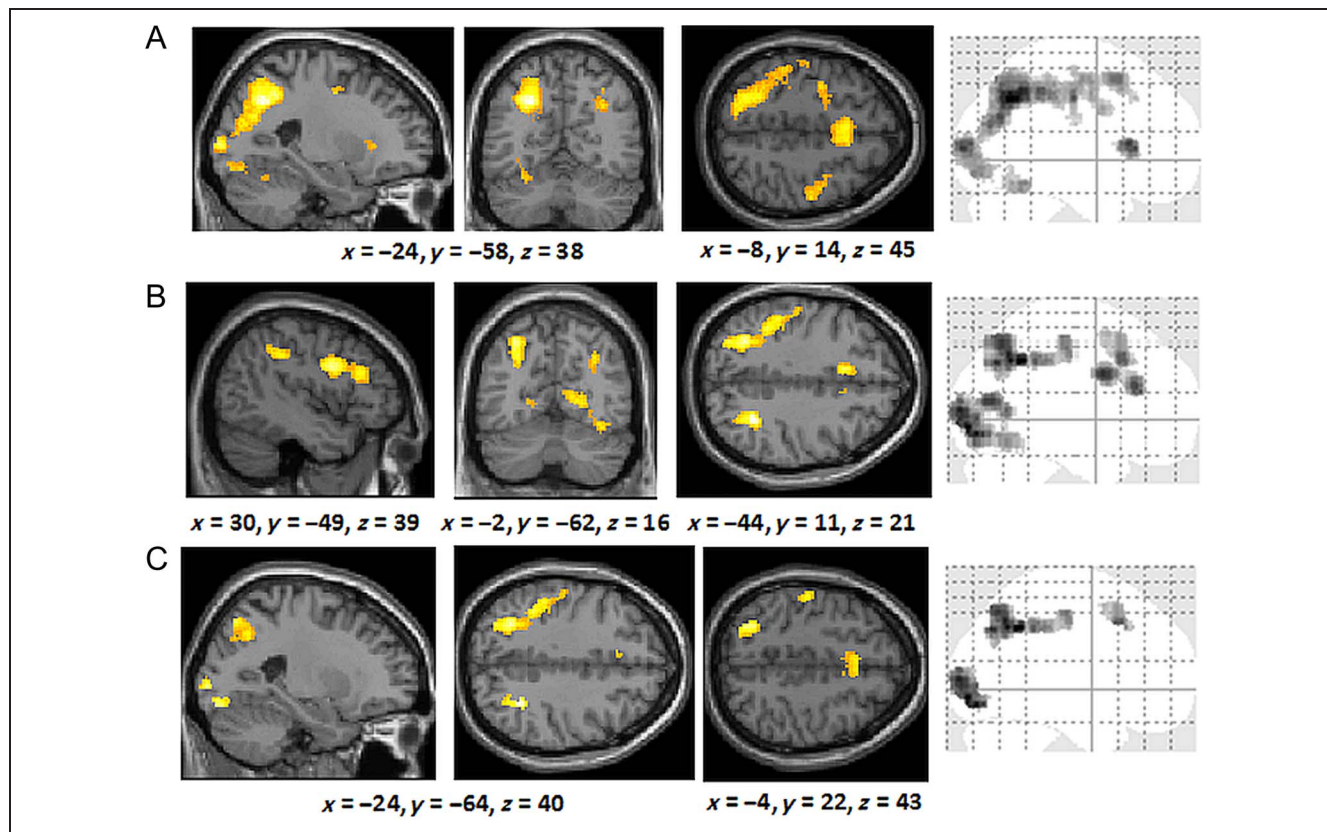 A
x = –24, y = –58, z = 38
x = –8, y = 14, z = 45
B
x = 30, y = –49, z = 39
x = –2, y = –62, z = 16
x = –44, y = 11, z = 21
C
x = –24, y = –64, z = 40
x = –4, y = 22, z = 43